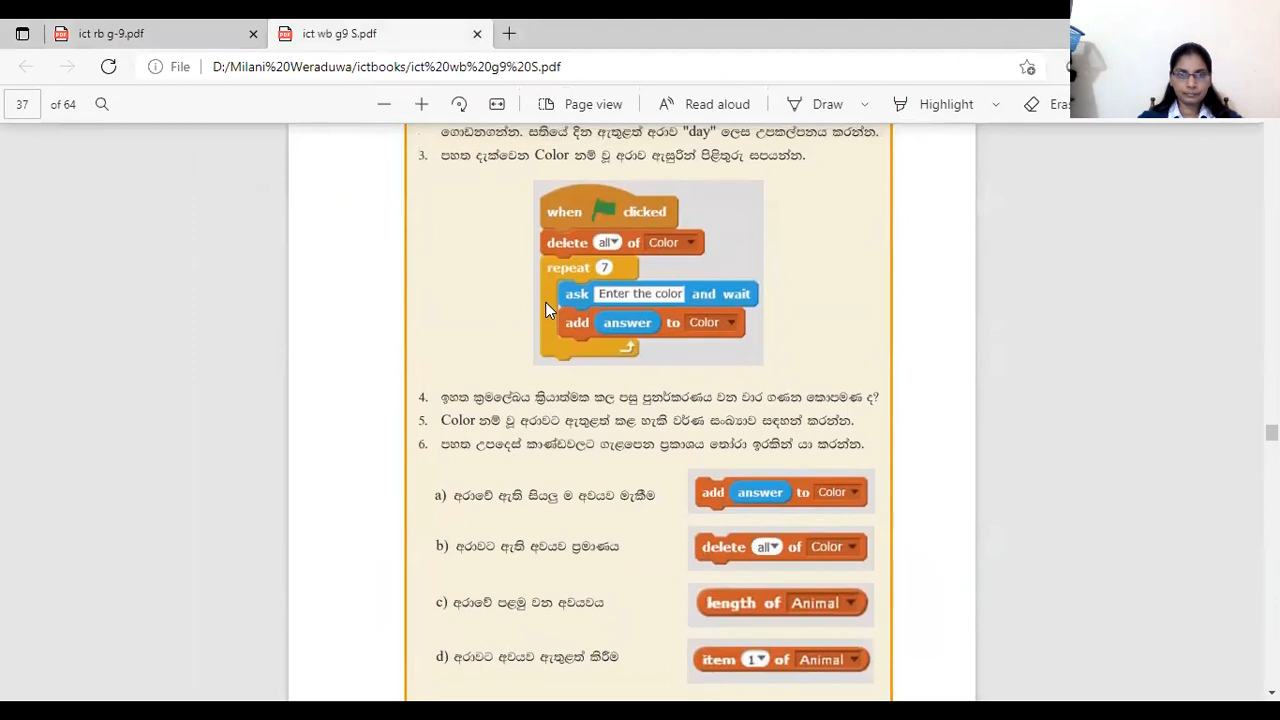 ict rb g-9.pdf
ict wb g9 S.pdf
File
D:/Milani%20Weraduwa/ictbooks/ict%20wb%20g9%20S.pdf
37 of 64
Page view
Read aloud
Draw
Highlight
ගොඩනගන්න. සතියේ දින ඇතුළත් අරාව "day" ලෙස උපකල්පනය කරන්න.
3. පහත දැක්වෙන Color නම් වූ අරාව ඇසුරින් පිළිතුරු සපයන්න.
when clicked
delete all of Color
repeat 7
ask Enter the color and wait
add answer to Color
4. ඉහත ක්‍රමලේඛය ක්‍රියාත්මක කල පසු පුනර්කරණය වන වාර ගණන කොපමණ ද?
5. Color නම් වූ අරාවට ඇතුළත් කළ හැකි වර්ණ සංඛ්‍යාව සඳහන් කරන්න.
6. පහත උපදෙස් කාණ්ඩවලට ගැළපෙන ප්‍රකාශය තෝරා ඉරකින් යා කරන්න.
a) අරාවේ ඇති සියලු ම අවයව මැකීම
add answer to Color
b) අරාවට ඇති අවයව ප්‍රමාණය
delete all of Color
c) අරාවේ පළමු වන අවයවය
length of Animal
d) අරාවට අවයව ඇතුළත් කිරීම
item 1 of Animal